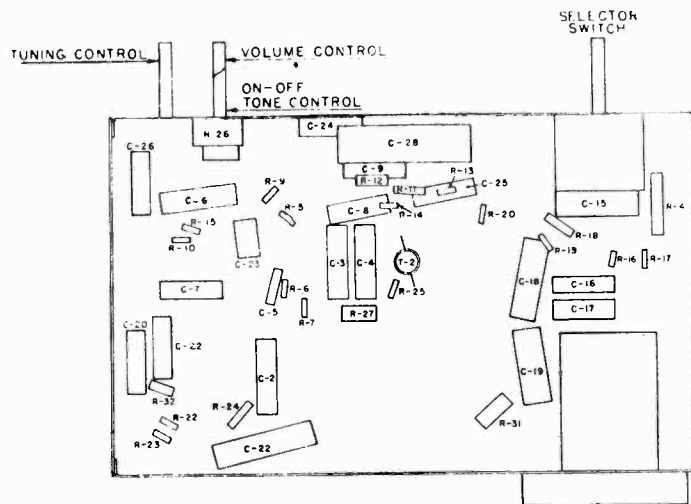 SELECTOR
SWITCH
TUNING CONTROL
VOLUME CONTROL
ON-OFF
TONE CONTROL
C-26
R 26
C-24
C-28
C-9
R-12
R-11
R-13
C-25
C-6
R-9
R-5
C-8
R-14
R-20
C-15
R-4
R-15
R-10
C-23
R-18
R-19
C-3
C-4
T-2
R-16
R-17
C-7
C-5
R-6
R-7
R-25
R-27
C-18
C-16
C-17
C-20
C-22
C-2
C-19
R-32
R-24
R-22
R-23
C-22
R-31